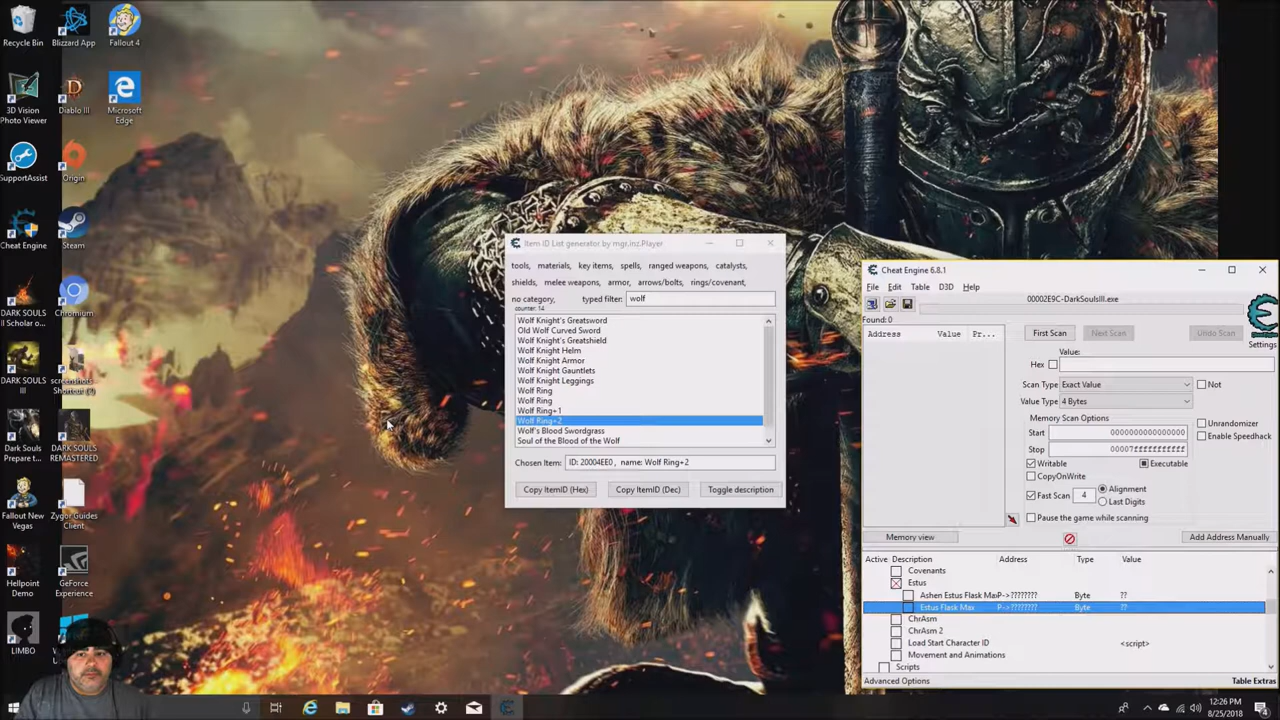 Recycle Bin
Blizzard App
Fallout 4
3D Vision
Photo Viewer
Diablo III
Microsoft
Edge
SupportAssist
Origin
Cheat Engine
Steam
DARK SOULS
II Scholar o...
Chromium
DARK SOULS
III
screenshots -
Shortcut (*)
Dark Souls
Prepare t...
DARK SOULS
REMASTERED
Fallout New
Vegas
Zygor Guides
Client
Hellpoint
Demo
GeForce
Experience
LIMBO
Item ID List generator by mgr.inz.Player
tools, materials, key items, spells, ranged weapons, catalysts,
shields, melee weapons, armor, arrows/bolts, rings/covenant,
no category, typed filter: wolf
counter: 14
Wolf Knight's Greatsword
Old Wolf Curved Sword
Wolf Knight's Greatshield
Wolf Knight Helm
Wolf Knight Armor
Wolf Knight Gauntlets
Wolf Knight Leggings
Wolf Ring
Wolf Ring
Wolf Ring+1
Wolf Ring+2
Wolf's Blood Swordgrass
Soul of the Blood of the Wolf
Chosen Item: ID: 20004EE0 , name: Wolf Ring+2
Copy ItemID (Hex) Copy ItemID (Dec) Toggle description
Cheat Engine 6.8.1
File Edit Table D3D Help
00002E9C-DarkSoulsIII.exe
Found: 0
Address Value Pr...
First Scan Next Scan Undo Scan
Settings
Value:
Hex
Scan Type Exact Value Not
Value Type 4 Bytes
Memory Scan Options
Start 0000000000000000
Stop 00007fffffffffff
Unrandomizer
Enable Speedhack
Writable Executable
CopyOnWrite
Fast Scan 4 Alignment
Last Digits
Pause the game while scanning
Memory view Add Address Manually
Active Description Address Type Value
Covenants
Estus
Ashen Estus Flask Max P->???????? Byte ??
Estus Flask Max P->???????? Byte ??
ChrAsm
ChrAsm 2
Load Start Character ID <script>
Movement and Animations
Scripts
Advanced Options Table Extras
12:26 PM
8/25/2018
4